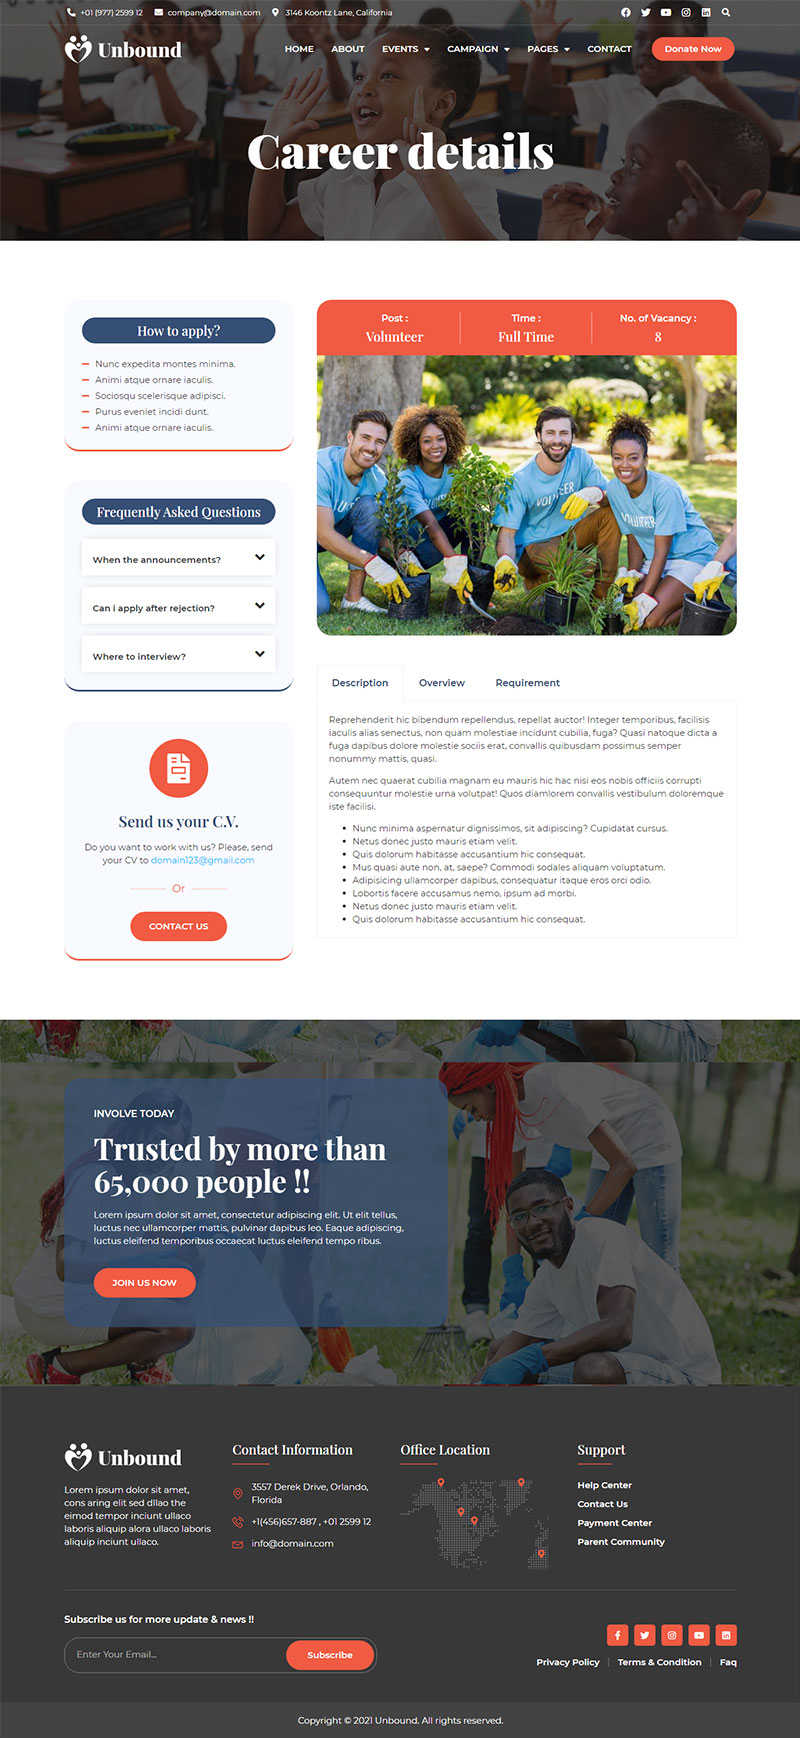 +01 (977) 2599 12 company@domain.com 3146 Koontz Lane, California
Unbound
HOME ABOUT EVENTS CAMPAIGN PAGES CONTACT Donate Now
Career details
How to apply?
Nunc expedita montes minima.
Animi atque ornare iaculis.
Sociosqu scelerisque adipisci.
Purus eveniet incidi dunt.
Animi atque ornare iaculis.
Frequently Asked Questions
When the announcements?
Can i apply after rejection?
Where to interview?
Send us your C.V.
Do you want to work with us? Please, send
your CV to domain123@gmail.com
Or
CONTACT US
Post : Time : No. of Vacancy :
Volunteer Full Time 8
VOLUNTEER
Description Overview Requirement
Reprehenderit hic bibendum repellendus, repellat auctor! Integer temporibus, facilisis
iaculis alias senectus, non quam molestiae incidunt cubilia, fuga? Quasi natoque dicta a
fuga dapibus dolore molestie sociis erat, convallis quibusdam possimus semper
nonummy mattis, quasi.
Autem nec quaerat cubilia magnam eu mauris hic hac nisi eos nobis officiis corrupti
consequuntur molestie urna volutpat! Quos diamlorem convallis vestibulum doloremque
iste facilisi.
Nunc minima aspernatur dignissimos, sit adipiscing? Cupidatat cursus.
Netus donec justo mauris etiam velit.
Quis dolorum habitasse accusantium hic consequat.
Mus quasi aute non, at, saepe? Commodi sodales aliquam voluptatum.
Adipisicing ullamcorper dapibus, consequatur itaque eros orci odio.
Lobortis facere accusamus nemo, ipsum ad morbi.
Netus donec justo mauris etiam velit.
Quis dolorum habitasse accusantium hic consequat.
INVOLVE TODAY
Trusted by more than
65,000 people !!
Lorem ipsum dolor sit amet, consectetur adipiscing elit. Ut elit tellus,
luctus nec ullamcorper mattis, pulvinar dapibus leo. Eaque adipiscing,
luctus eleifend temporibus occaecat luctus eleifend tempo ribus.
JOIN US NOW
Unbound
Lorem ipsum dolor sit amet,
cons aring elit sed dllao the
eimod tempor inciunt ullaco
laboris aliquip alora ullaco laboris
aliquip inciunt ullaco.
Contact Information
3557 Derek Drive, Orlando,
Florida
+1(456)657-887 , +01 2599 12
info@domain.com
Office Location
Support
Help Center
Contact Us
Payment Center
Parent Community
Subscribe us for more update & news !!
Enter Your Email... Subscribe
Privacy Policy Terms & Condition Faq
Copyright © 2021 Unbound. All rights reserved.